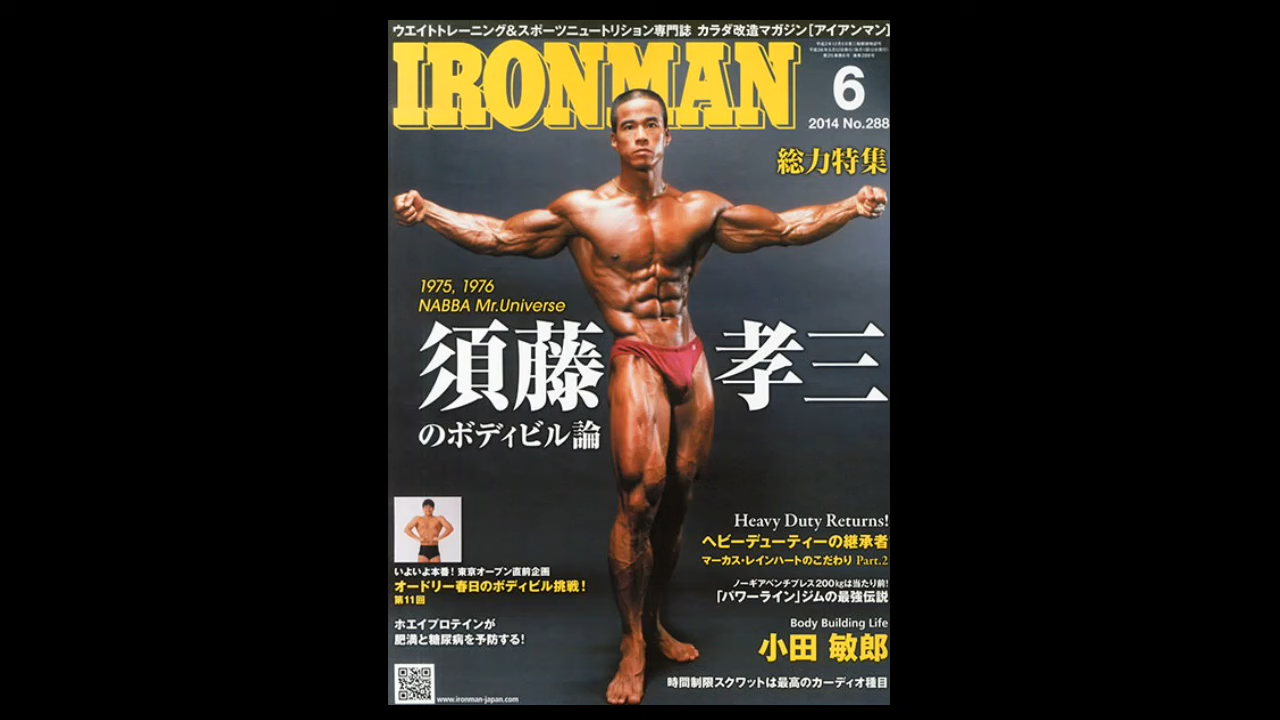 ウエイトトレーニング&スポーツニュートリション専門誌 カラダ改造マガジン[アイアンマン]
IRONMAN
6
2014 No.288
総力特集
1975, 1976
NABBA Mr.Universe
須藤 孝三
のボディビル論
いよいよ本番！東京オープン直前企画
オードリー春日のボディビル挑戦！
第11回
ホエイプロテインが
肥満と糖尿病を予防する！
www.ironman-japan.com
Heavy Duty Returns!
ヘビーデューティーの継承者
マーカス・レインハートのこだわり Part.2
ノーギアベンチプレス200kgは当たり前!
「パワーライン」ジムの最強伝説
Body Building Life
小田 敏郎
時間制限スクワットは最高のカーディオ種目